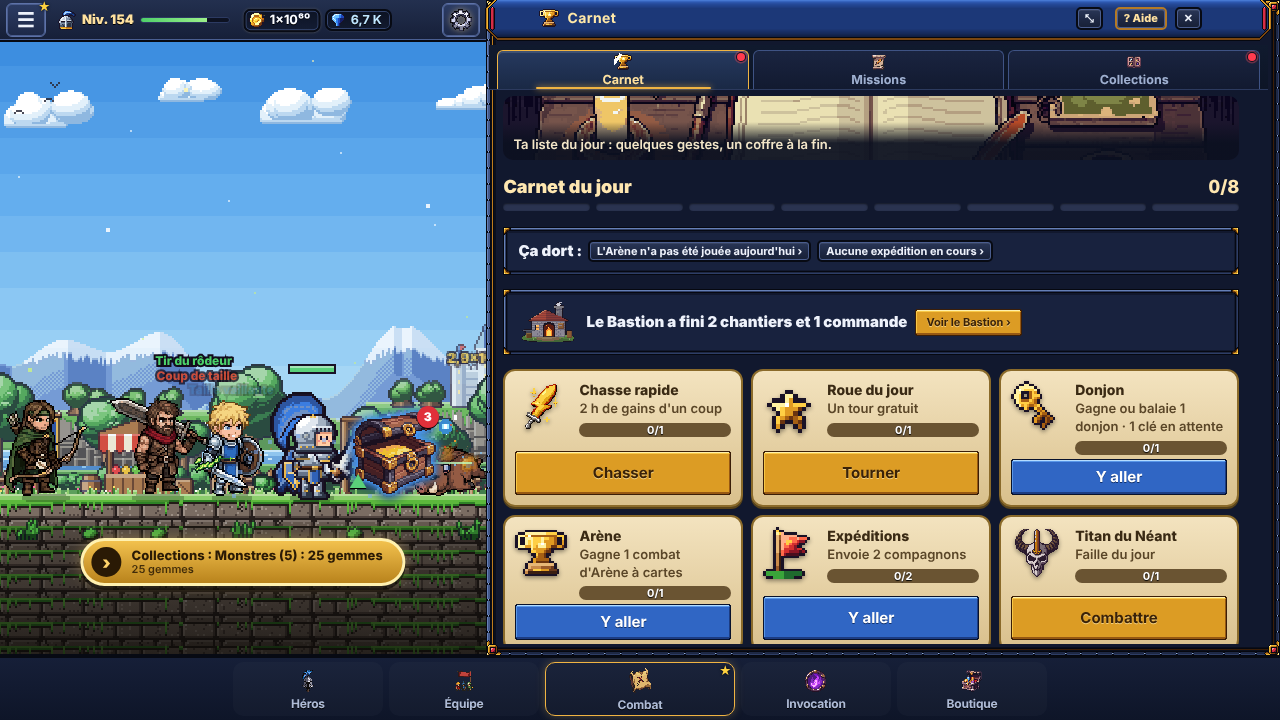 Niv. 154
1×10⁶⁰
6,7 K
Carnet
? Aide
Carnet
Missions
Collections
Ta liste du jour : quelques gestes, un coffre à la fin.
Carnet du jour
0/8
Ça dort :
L'Arène n'a pas été jouée aujourd'hui ›
Aucune expédition en cours ›
Le Bastion a fini 2 chantiers et 1 commande
Voir le Bastion ›
Chasse rapide
2 h de gains d'un coup
0/1
Chasser
Roue du jour
Un tour gratuit
0/1
Tourner
Donjon
Gagne ou balaie 1
donjon · 1 clé en attente
0/1
Y aller
Arène
Gagne 1 combat
d'Arène à cartes
0/1
Y aller
Expéditions
Envoie 2 compagnons
0/2
Y aller
Titan du Néant
Faille du jour
0/1
Combattre
Tir du rôdeur
Coup de taille
3
Collections : Monstres (5) : 25 gemmes
25 gemmes
Héros
Équipe
Combat
Invocation
Boutique